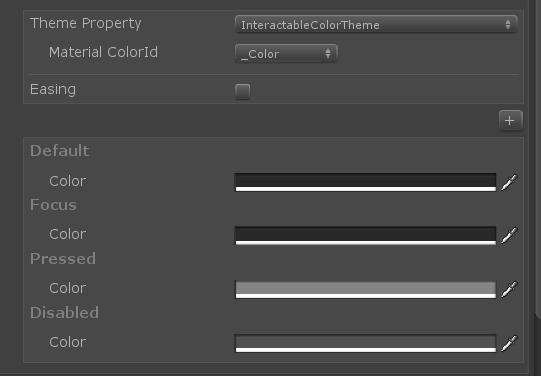 Theme Property InteractableColorTheme
Material ColorId _Color
Easing
+
Default
Color
Focus
Color
Pressed
Color
Disabled
Color